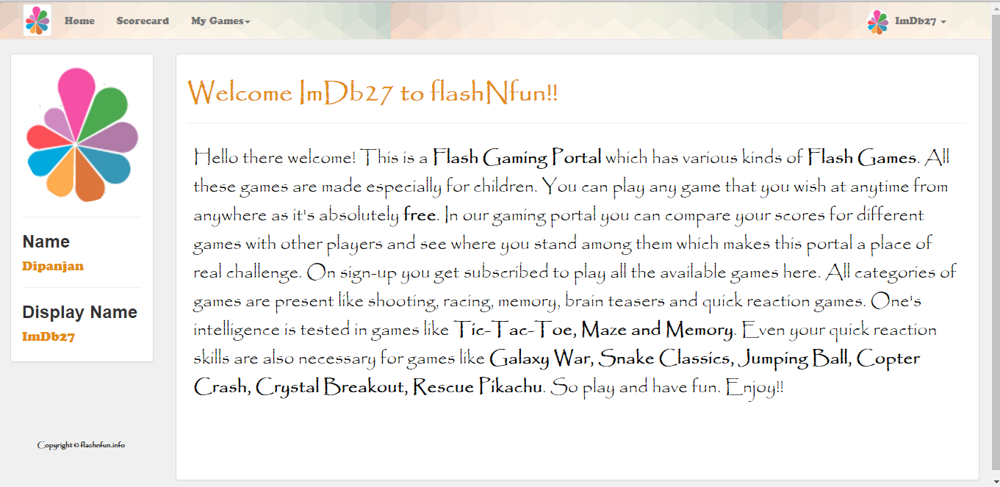 Home Scorecard My Games ImDb27
Name
Dipanjan
Display Name
ImDb27
Copyright © flashnfun.info
Welcome ImDb27 to flashNfun!!
Hello there welcome! This is a Flash Gaming Portal which has various kinds of Flash Games. All
these games are made especially for children. You can play any game that you wish at anytime from
anywhere as it's absolutely free. In our gaming portal you can compare your scores for different
games with other players and see where you stand among them which makes this portal a place of
real challenge. On sign-up you get subscribed to play all the available games here. All categories of
games are present like shooting, racing, memory, brain teasers and quick reaction games. One's
intelligence is tested in games like Tic-Tac-Toe, Maze and Memory. Even your quick reaction
skills are also necessary for games like Galaxy War, Snake Classics, Jumping Ball, Copter
Crash, Crystal Breakout, Rescue Pikachu. So play and have fun. Enjoy!!